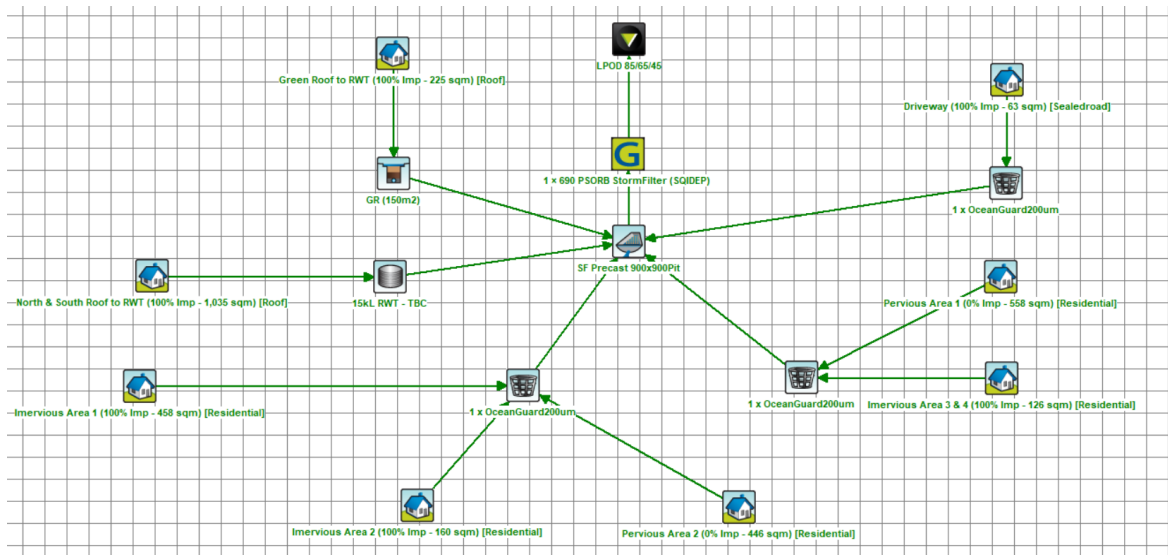 LPOD 85/65/45
Green Roof to RWT (100% Imp - 225 sqm) [Roof]
Driveway (100% Imp - 63 sqm) [Sealedroad]
G
1 × 690 PSORB StormFilter (SQIDEP)
GR (150m2)
1 x OceanGuard200um
SF Precast 900x900Pit
North & South Roof to RWT (100% Imp - 1,035 sqm) [Roof]
15kL RWT - TBC
Pervious Area 1 (0% Imp - 558 sqm) [Residential]
Imervious Area 1 (100% Imp - 458 sqm) [Residential]
1 x OceanGuard200um
1 x OceanGuard200um
Imervious Area 3 & 4 (100% Imp - 126 sqm) [Residential]
Imervious Area 2 (100% Imp - 160 sqm) [Residential]
Pervious Area 2 (0% Imp - 446 sqm) [Residential]